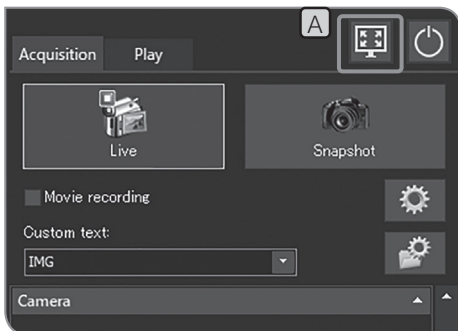 A
Acquisition Play
Live Snapshot
Movie recording
Custom text:
IMG
Camera